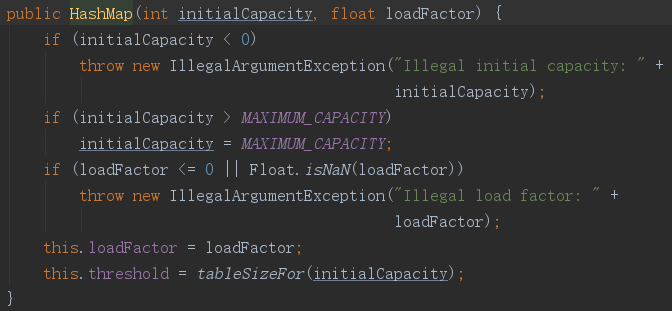 public HashMap(int initialCapacity, float loadFactor) {
    if (initialCapacity < 0)
        throw new IllegalArgumentException("Illegal initial capacity: " +
                                           initialCapacity);
    if (initialCapacity > MAXIMUM_CAPACITY)
        initialCapacity = MAXIMUM_CAPACITY;
    if (loadFactor <= 0 || Float.isNaN(loadFactor))
        throw new IllegalArgumentException("Illegal load factor: " +
                                           loadFactor);
    this.loadFactor = loadFactor;
    this.threshold = tableSizeFor(initialCapacity);
}